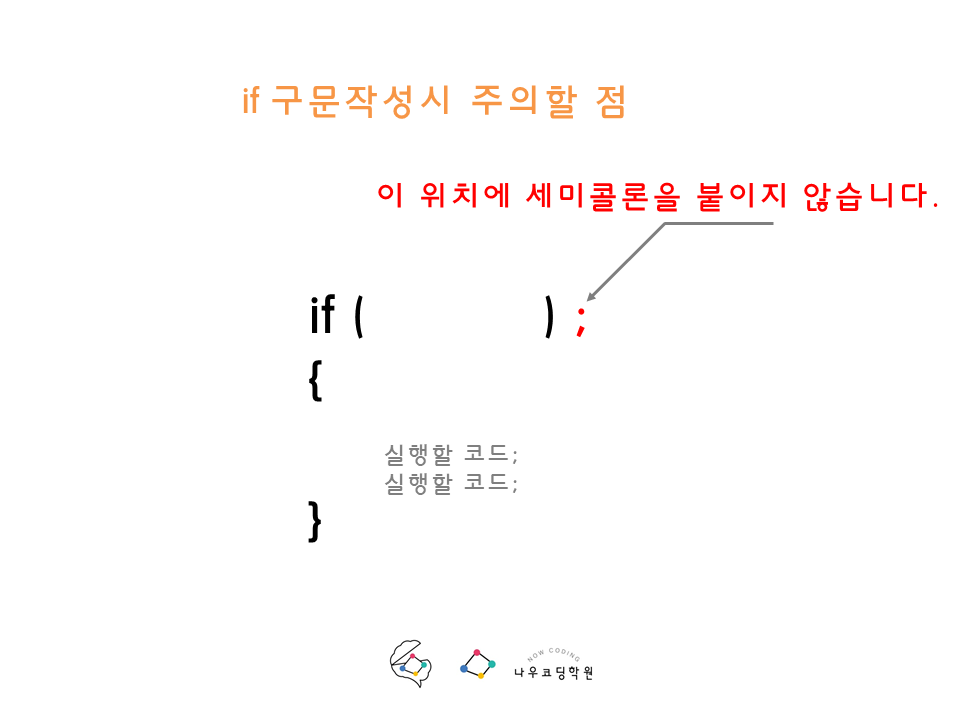 if 구문작성시 주의할 점
이 위치에 세미콜론을 붙이지 않습니다.
if ( ) ;
{
실행할 코드;
실행할 코드;
}
NOW CODING
나우코딩학원